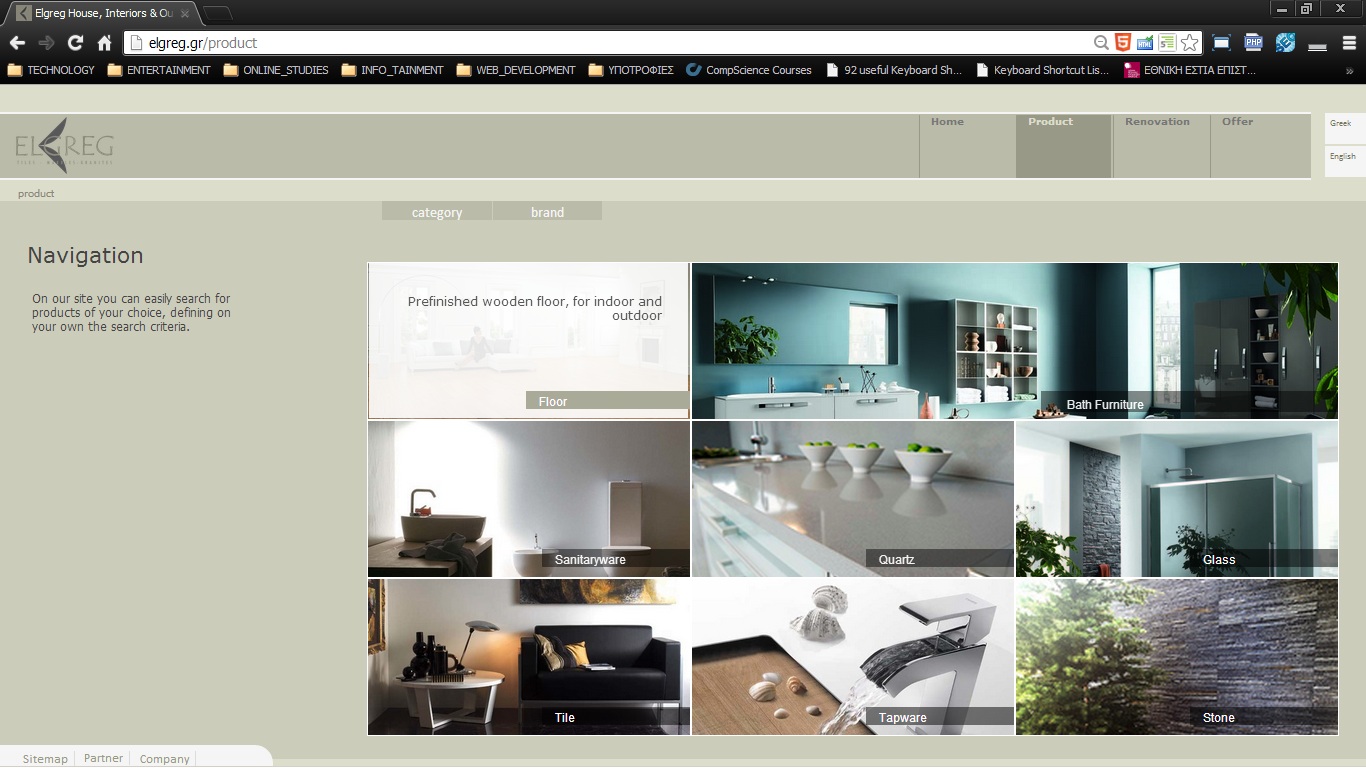 Elgreg House, Interiors & Ou
elgreg.gr/product
TECHNOLOGY ENTERTAINMENT ONLINE_STUDIES INFO_TAINMENT WEB_DEVELOPMENT ΥΠΟΤΡΟΦΙΕΣ CompScience Courses 92 useful Keyboard Sh... Keyboard Shortcut Lis... ΕΘΝΙΚΗ ΕΣΤΙΑ ΕΠΙΣΤ...
ELGREG
Home Product Renovation Offer
Greek
English
product
category brand
Navigation
On our site you can easily search for
products of your choice, defining on
your own the search criteria.
Prefinished wooden floor, for indoor and
outdoor
Floor
Bath Furniture
Sanitaryware
Quartz
Glass
Tile
Tapware
Stone
Sitemap Partner Company